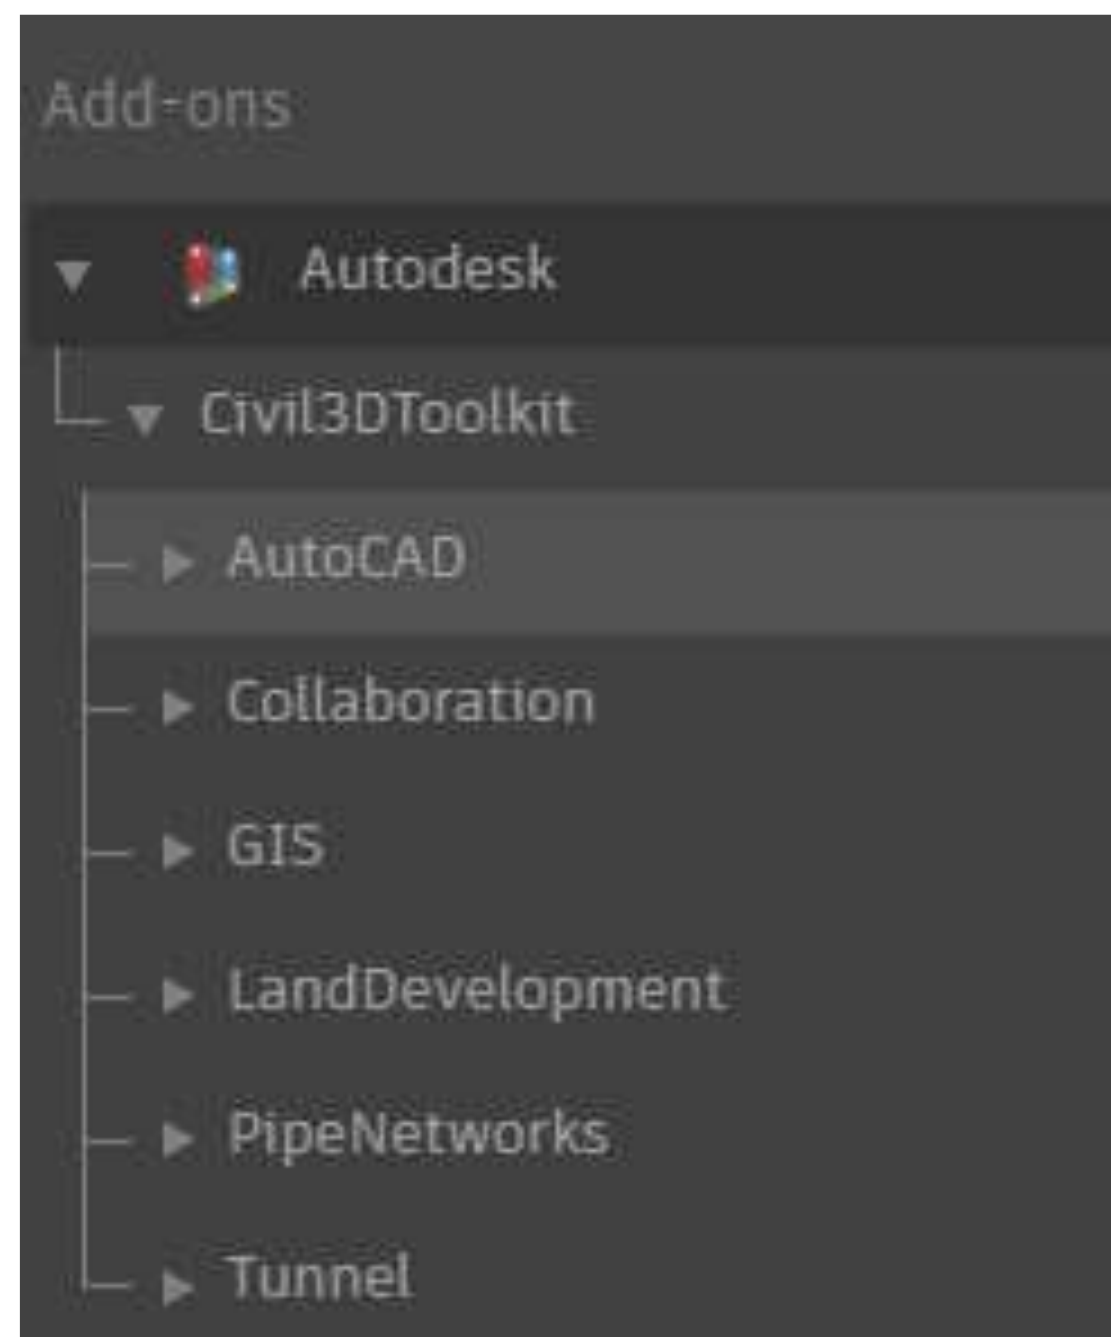 Add-ons
Autodesk
Civil3DToolkit
AutoCAD
Collaboration
GIS
LandDevelopment
PipeNetworks
Tunnel